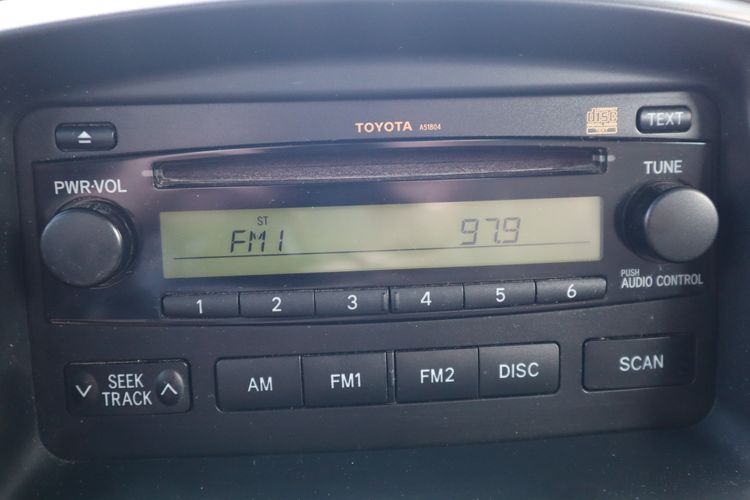 TOYOTA A51804
disc
TEXT
TEXT
PWR·VOL
TUNE
ST
FM1 97.9
PUSH
AUDIO CONTROL
1 2 3 4 5 6
SEEK
TRACK
AM FM1 FM2 DISC SCAN